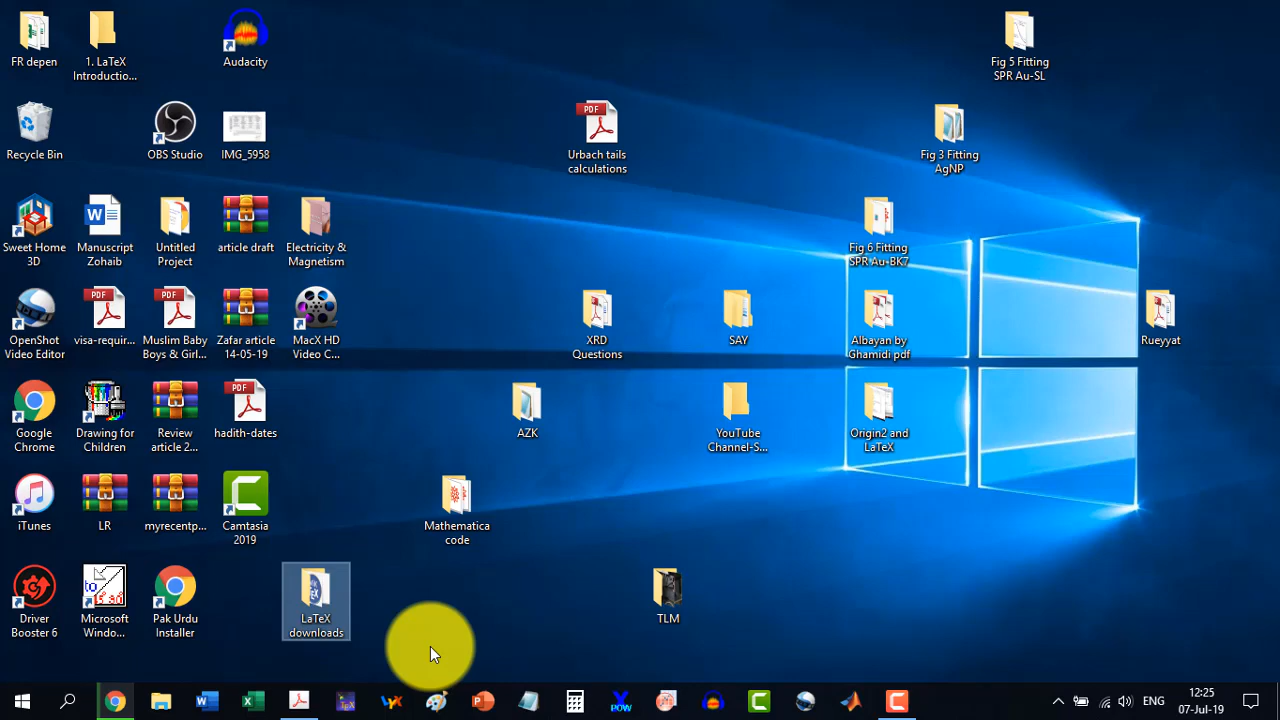 FR depen
1. LaTeX
Introductio...
Audacity
Fig 5 Fitting
SPR Au-SL
Recycle Bin
OBS Studio
IMG_5958
PDF
Urbach tails
calculations
Fig 3 Fitting
AgNP
Sweet Home
3D
W
Manuscript
Zohaib
Untitled
Project
article draft
Electricity &
Magnetism
Fig 6 Fitting
SPR Au-BK7
OpenShot
Video Editor
PDF
visa-requir...
PDF
Muslim Baby
Boys & Girl...
Zafar article
14-05-19
MacX HD
Video C...
XRD
Questions
SAY
Albayan by
Ghamidi pdf
Rueyyat
Google
Chrome
Drawing for
Children
Review
article 2...
PDF
hadith-dates
AZK
YouTube
Channel-S...
Origin2 and
LaTeX
iTunes
LR
myrecentp...
Camtasia
2019
Mathematica
code
Driver
Booster 6
to
Microsoft
Windo...
Pak Urdu
Installer
LaTeX
downloads
TLM
ENG
12:25
07-Jul-19